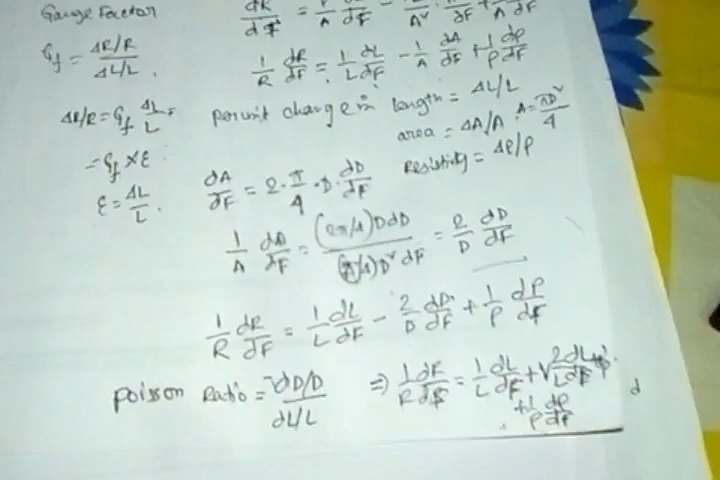 Gauge Factor
Gf = ΔR/R / ΔL/L .
ΔR/R = Gf ΔL/L =
= Gf × ε.
ε = ΔL/L .
1/R dR/dF = 1/L dL/dF - 1/A dA/dF + 1/ρ dρ/dF
per unit change in length = ΔL/L
area = ΔA/A . A = πD²/4
Resistivity = Δρ/ρ
dA/dF = 2 · π/4 · D · dD/dF
1/A dA/dF = (2π/4) D dD / (π/4) D² dF = 2/D dD/dF
1/R dR/dF = 1/L dL/dF - 2/D dD/dF + 1/ρ dρ/dF
Poisson Ratio = -dD/D / dL/L ⇒ 1/R dR/dF = 1/L dL/dF + ν 2dL/LdF
+ 1/ρ dρ/dF
d